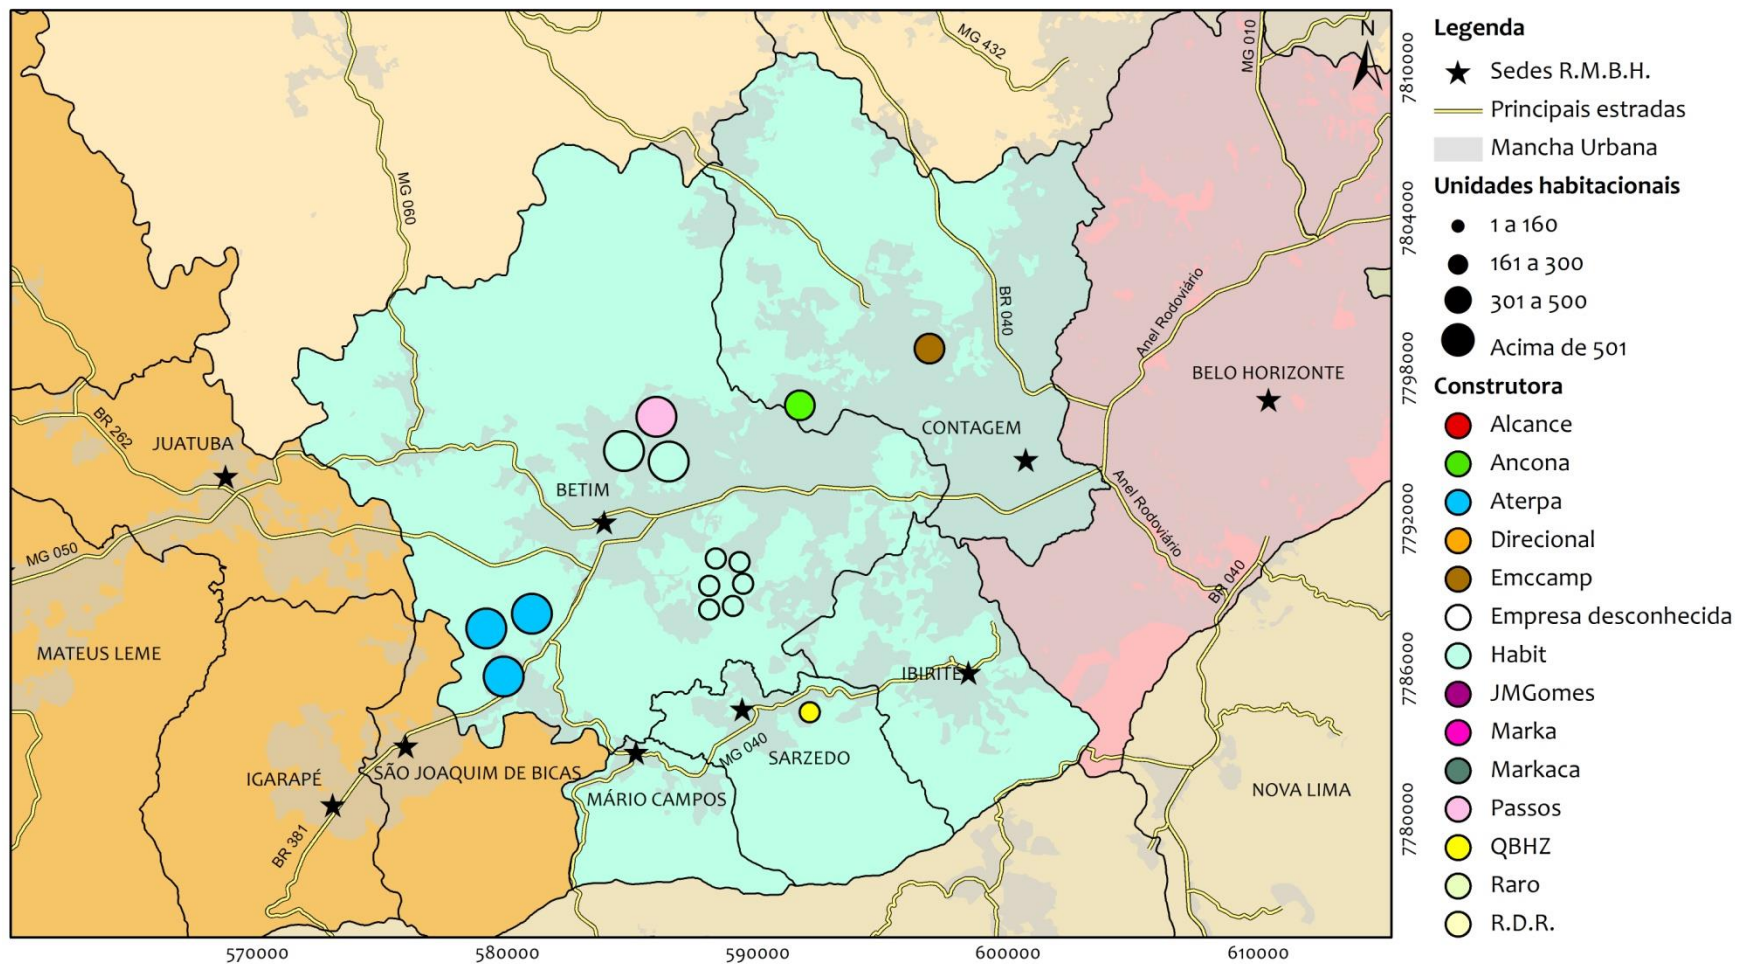 MG 432
MG 010
N
MG 060
BR 040
Anel Rodoviário
BELO HORIZONTE
BR 262
JUATUBA
CONTAGEM
BETIM
Anel Rodoviário
MG 050
BR 040
MATEUS LEME
IBIRITÉ
MG 040
SARZEDO
IGARAPÉ
SÃO JOAQUIM DE BICAS
MÁRIO CAMPOS
NOVA LIMA
BR 381
7810000
7804000
7798000
7792000
7786000
7780000
570000
580000
590000
600000
610000
Legenda
Sedes R.M.B.H.
Principais estradas
Mancha Urbana
Unidades habitacionais
1 a 160
161 a 300
301 a 500
Acima de 501
Construtora
Alcance
Ancona
Aterpa
Direcional
Emccamp
Empresa desconhecida
Habit
JMGomes
Marka
Markaca
Passos
QBHZ
Raro
R.D.R.